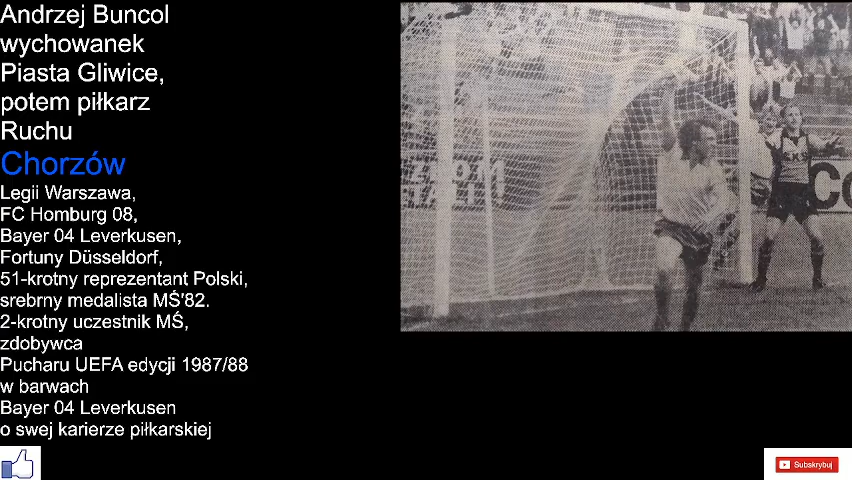 Andrzej Buncol
wychowanek
Piasta Gliwice,
potem piłkarz
Ruchu
Chorzów
Legii Warszawa,
FC Homburg 08,
Bayer 04 Leverkusen,
Fortuny Düsseldorf,
51-krotny reprezentant Polski,
srebrny medalista MŚ'82.
2-krotny uczestnik MŚ,
zdobywca
Pucharu UEFA edycji 1987/88
w barwach
Bayer 04 Leverkusen
o swej karierze piłkarskiej
Subskrybuj